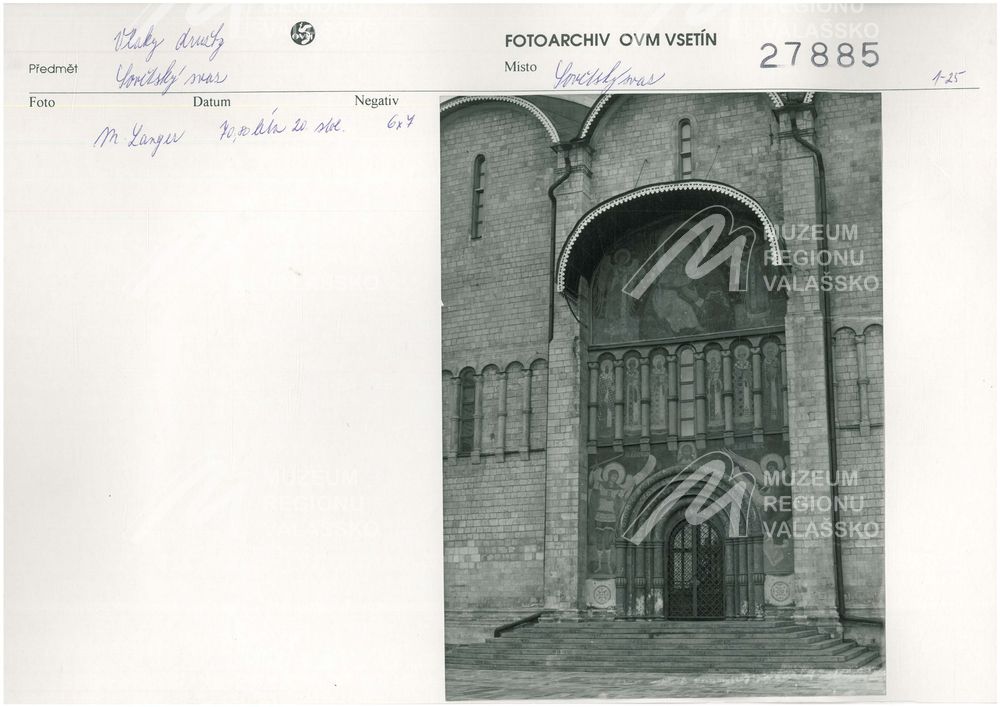 Vlaky družby
FOTOARCHIV OVM VSETÍN
27885
Předmět
Sovětský svaz
Místo
Sovětský svaz
1-25
Foto
Datum
Negativ
M. Langer
70,80 léta 20. stol.
6x7
MUZEUM
REGIONU
VALAŠSKO
MUZEUM
REGIONU
VALAŠSKO
MUZEUM
REGIONU
VALAŠSKO